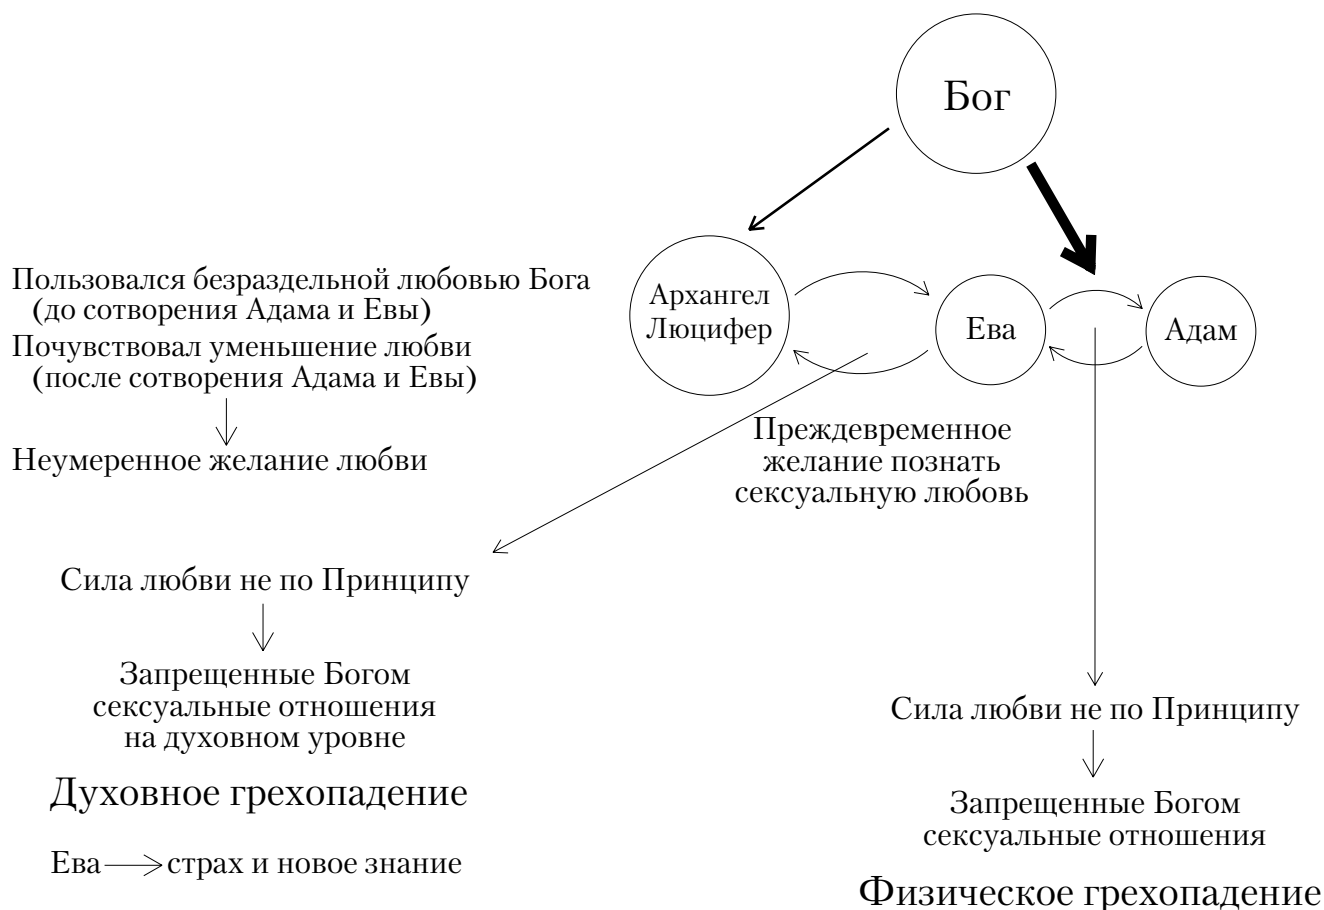 Бог
Пользовался безраздельной любовью Бога
(до сотворения Адама и Евы)
Почувствовал уменьшение любви
(после сотворения Адама и Евы)
Неумеренное желание любви
Архангел
Люцифер
Ева
Адам
Преждевременное
желание познать
сексуальную любовь
Сила любви не по Принципу
Запрещенные Богом
сексуальные отношения
на духовном уровне
Духовное грехопадение
Ева → страх и новое знание
Сила любви не по Принципу
Запрещенные Богом
сексуальные отношения
Физическое грехопадение